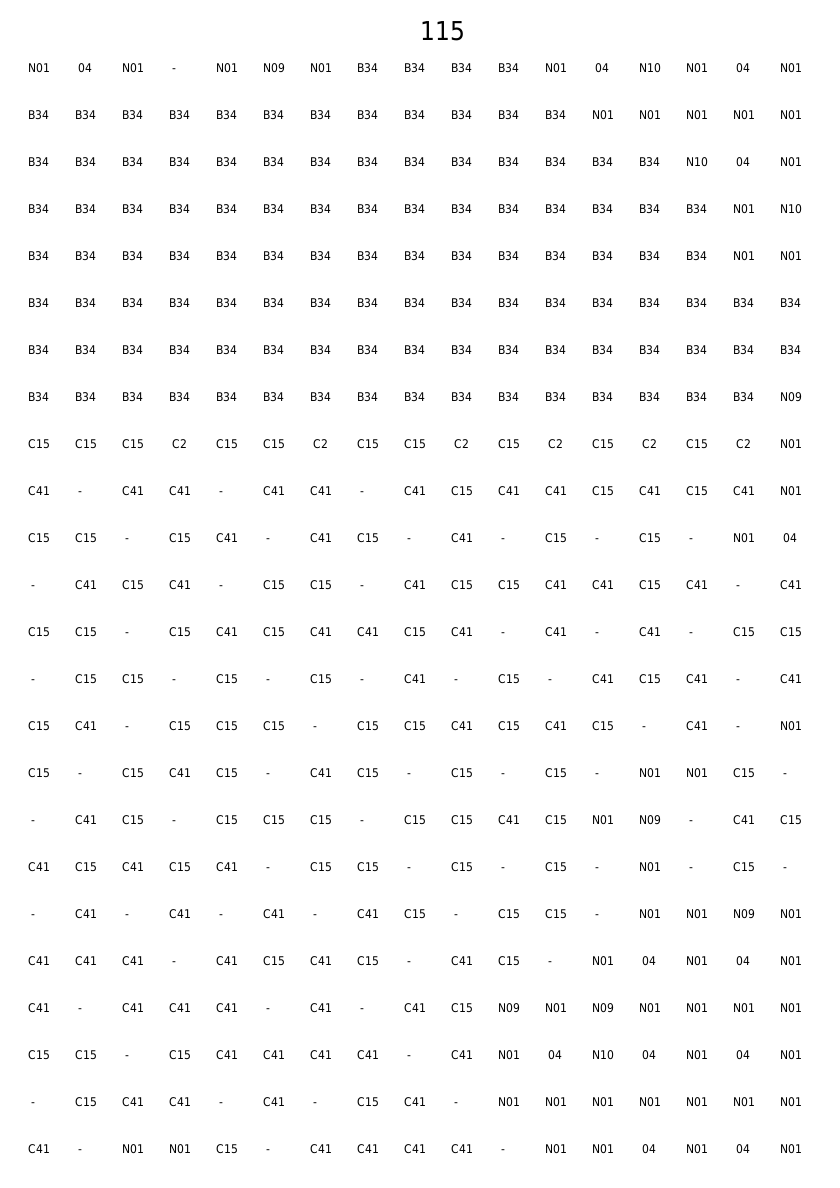 115
N01 04 N01 - N01 N09 N01 B34 B34 B34 B34 N01 04 N10 N01 04 N01
B34 B34 B34 B34 B34 B34 B34 B34 B34 B34 B34 B34 N01 N01 N01 N01 N01
B34 B34 B34 B34 B34 B34 B34 B34 B34 B34 B34 B34 B34 B34 N10 04 N01
B34 B34 B34 B34 B34 B34 B34 B34 B34 B34 B34 B34 B34 B34 B34 N01 N10
B34 B34 B34 B34 B34 B34 B34 B34 B34 B34 B34 B34 B34 B34 B34 N01 N01
B34 B34 B34 B34 B34 B34 B34 B34 B34 B34 B34 B34 B34 B34 B34 B34 B34
B34 B34 B34 B34 B34 B34 B34 B34 B34 B34 B34 B34 B34 B34 B34 B34 B34
B34 B34 B34 B34 B34 B34 B34 B34 B34 B34 B34 B34 B34 B34 B34 B34 N09
C15 C15 C15 C2 C15 C15 C2 C15 C15 C2 C15 C2 C15 C2 C15 C2 N01
C41 - C41 C41 - C41 C41 - C41 C15 C41 C41 C15 C41 C15 C41 N01
C15 C15 - C15 C41 - C41 C15 - C41 - C15 - C15 - N01 04
- C41 C15 C41 - C15 C15 - C41 C15 C15 C41 C41 C15 C41 - C41
C15 C15 - C15 C41 C15 C41 C41 C15 C41 - C41 - C41 - C15 C15
- C15 C15 - C15 - C15 - C41 - C15 - C41 C15 C41 - C41
C15 C41 - C15 C15 C15 - C15 C15 C41 C15 C41 C15 - C41 - N01
C15 - C15 C41 C15 - C41 C15 - C15 - C15 - N01 N01 C15 -
- C41 C15 - C15 C15 C15 - C15 C15 C41 C15 N01 N09 - C41 C15
C41 C15 C41 C15 C41 - C15 C15 - C15 - C15 - N01 - C15 -
- C41 - C41 - C41 - C41 C15 - C15 C15 - N01 N01 N09 N01
C41 C41 C41 - C41 C15 C41 C15 - C41 C15 - N01 04 N01 04 N01
C41 - C41 C41 C41 - C41 - C41 C15 N09 N01 N09 N01 N01 N01 N01
C15 C15 - C15 C41 C41 C41 C41 - C41 N01 04 N10 04 N01 04 N01
- C15 C41 C41 - C41 - C15 C41 - N01 N01 N01 N01 N01 N01 N01
C41 - N01 N01 C15 - C41 C41 C41 C41 - N01 N01 04 N01 04 N01